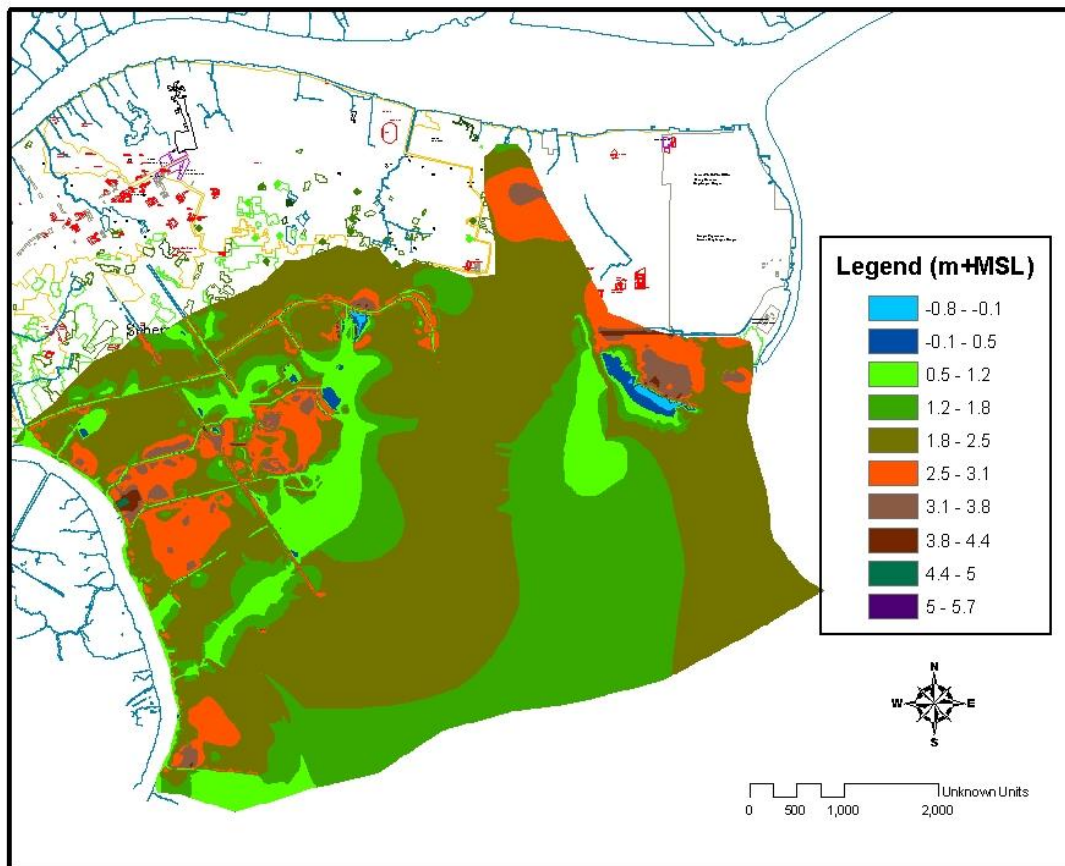 Legend (m+MSL)
-0.8 - -0.1
-0.1 - 0.5
0.5 - 1.2
1.2 - 1.8
1.8 - 2.5
2.5 - 3.1
3.1 - 3.8
3.8 - 4.4
4.4 - 5
5 - 5.7
N
W
E
S
Unknown Units
0 500 1,000 2,000